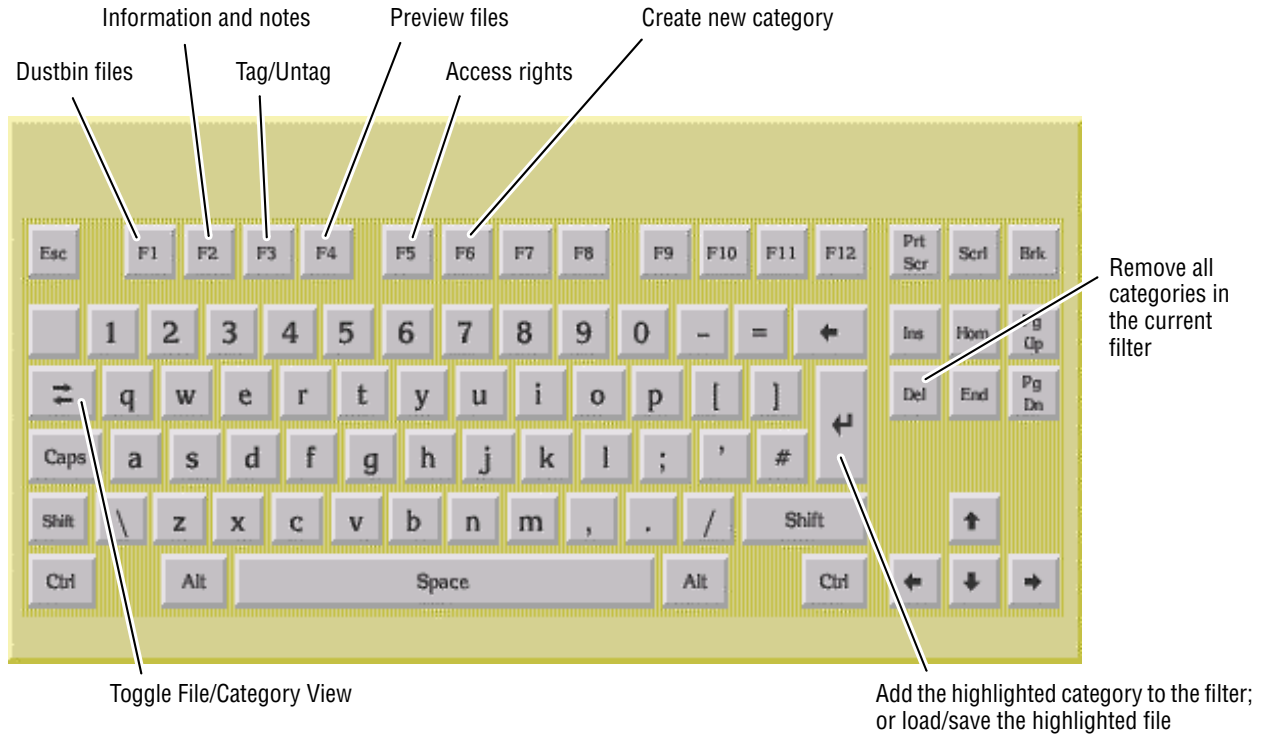 Information and notes
Preview files
Create new category
Dustbin files
Tag/Untag
Access rights
Esc F1 F2 F3 F4 F5 F6 F7 F8 F9 F10 F11 F12 Prt Scr Scrl Brk
Remove all
categories in
the current
filter
1 2 3 4 5 6 7 8 9 0 - = ← Ins Hom Pg Up
⇄ q w e r t y u i o p [ ] ↵ Del End Pg Dn
Caps a s d f g h j k l ; ' #
Shift \ z x c v b n m , . / Shift ↑
Ctrl Alt Space Alt Ctrl ← ↓ →
Toggle File/Category View
Add the highlighted category to the filter;
or load/save the highlighted file